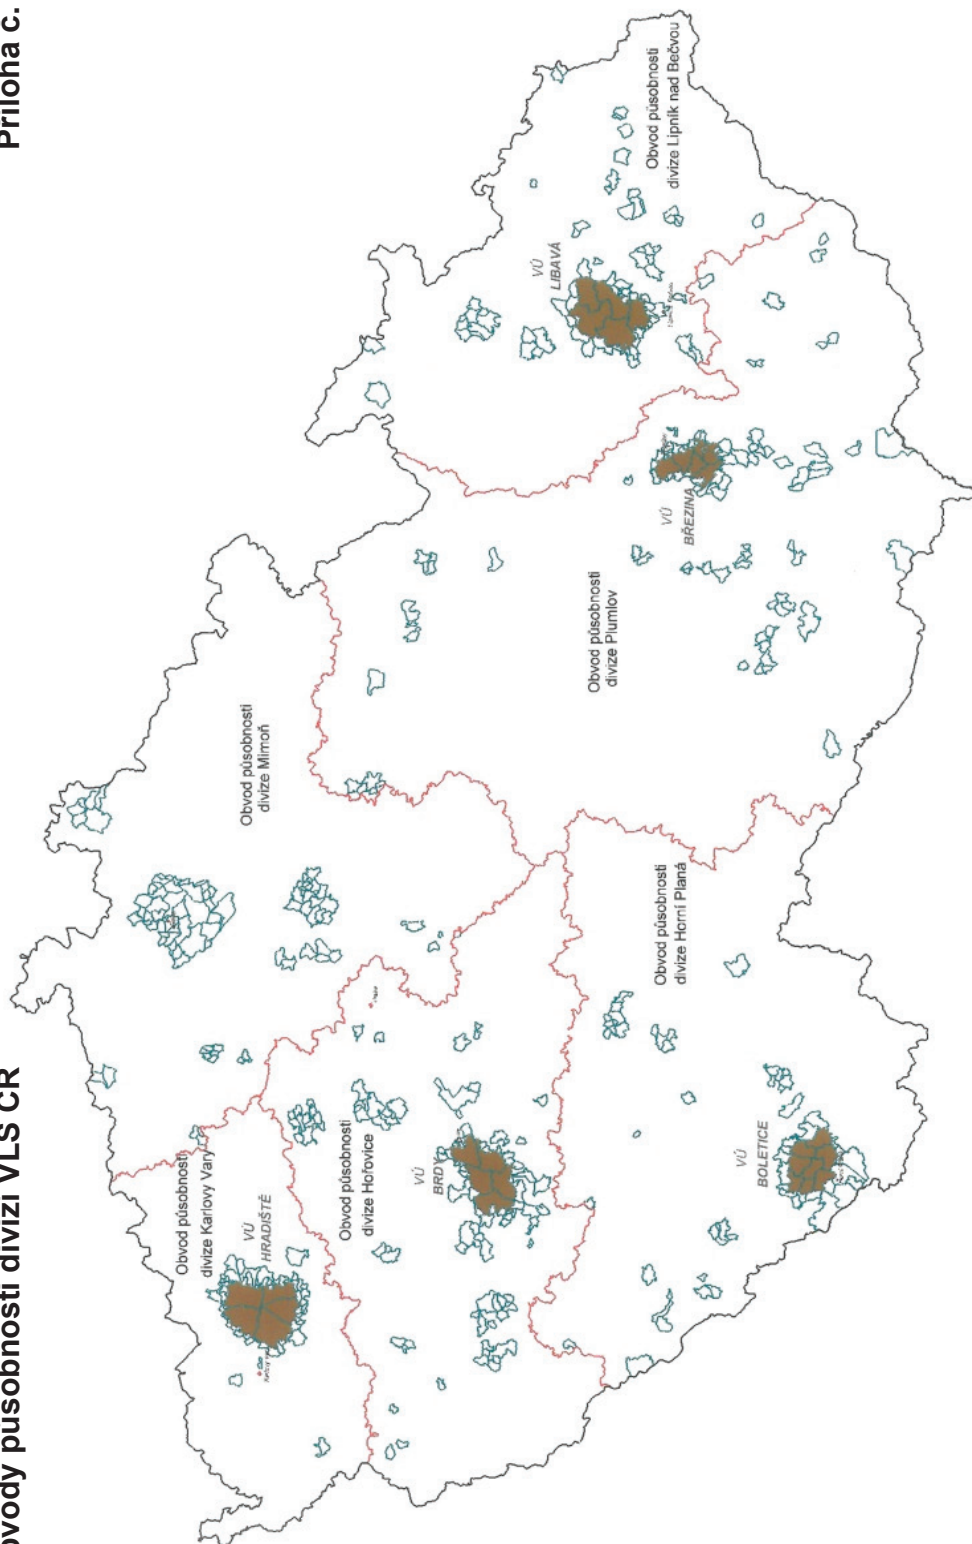 Příloha c.
bvody působnosti divizí VLS ČR
Obvod působnosti
divize Karlovy Vary
VÚ
HRADIŠTĚ
Obvod působnosti
divize Hořovice
VÚ
BRDY
Obvod působnosti
divize Mimoň
Obvod působnosti
divize Horní Planá
VÚ
BOLETICE
Obvod působnosti
divize Plumlov
VÚ
BŘEZINA
VÚ
LIBAVÁ
Obvod působnosti
divize Lipník nad Bečvou